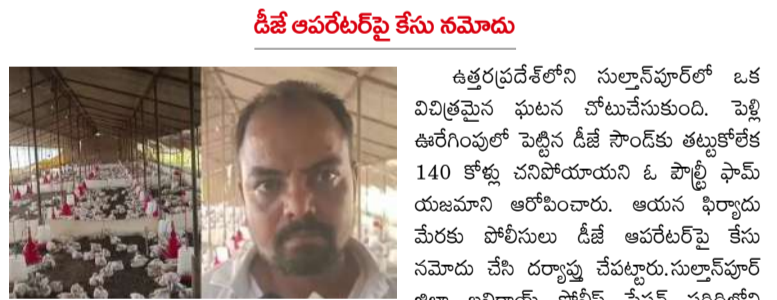 డీజే ఆపరేటర్‌పై కేసు నమోదు
ఉత్తరప్రదేశ్‌లోని సుల్తాన్‌పూర్‌లో ఒక
విచిత్రమైన ఘటన చోటుచేసుకుంది. పెళ్లి
ఊరేగింపులో పెట్టిన డీజే సౌండ్‌కు తట్టుకోలేక
140 కోళ్లు చనిపోయాయని ఓ పౌల్ట్రీ ఫామ్
యజమాని ఆరోపించారు. ఆయన ఫిర్యాదు
మేరకు పోలీసులు డీజే ఆపరేటర్‌పై కేసు
నమోదు చేసి దర్యాప్తు చేపట్టారు.సుల్తాన్‌పూర్